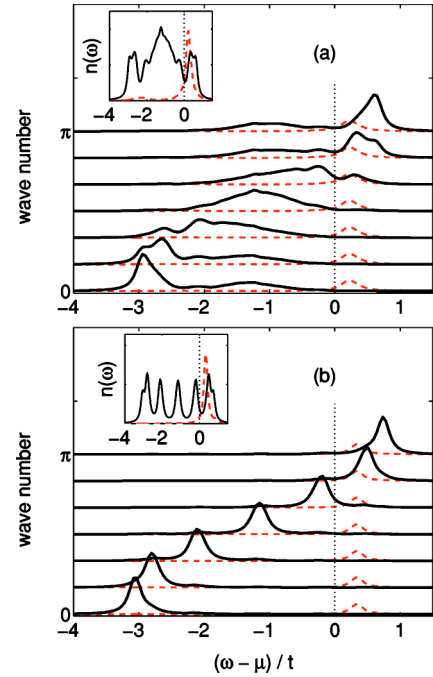 n(ω)
−4 −2 0
(a)
wave number
π
0
−4 −3 −2 −1 0 1
n(ω)
−4 −2 0
(b)
wave number
π
0
−4 −3 −2 −1 0 1
(ω − μ) / t